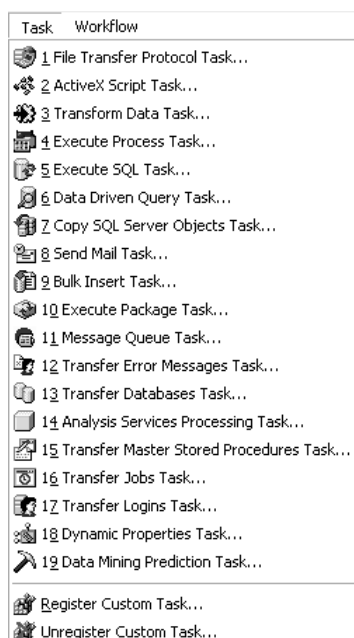 Task Workflow
1 File Transfer Protocol Task...
2 ActiveX Script Task...
3 Transform Data Task...
4 Execute Process Task...
5 Execute SQL Task...
6 Data Driven Query Task...
7 Copy SQL Server Objects Task...
8 Send Mail Task...
9 Bulk Insert Task...
10 Execute Package Task...
11 Message Queue Task...
12 Transfer Error Messages Task...
13 Transfer Databases Task...
14 Analysis Services Processing Task...
15 Transfer Master Stored Procedures Task...
16 Transfer Jobs Task...
17 Transfer Logins Task...
18 Dynamic Properties Task...
19 Data Mining Prediction Task...
Register Custom Task...
Unregister Custom Task...